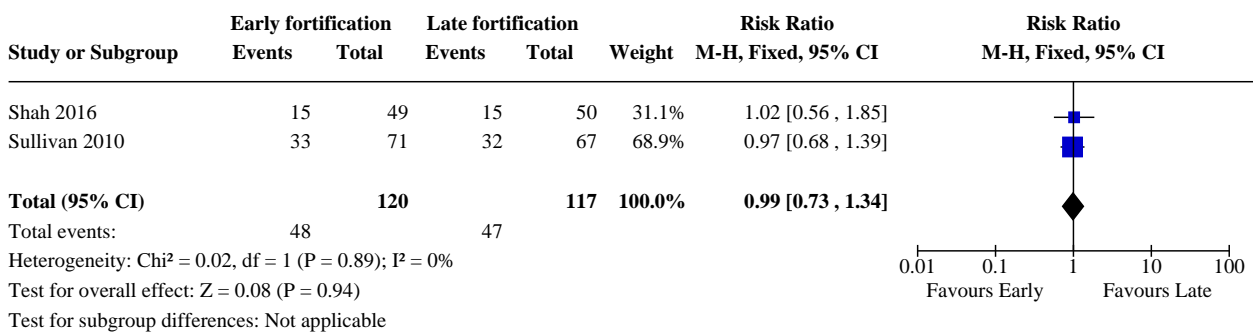 Early fortification Late fortification Risk Ratio Risk Ratio
Study or Subgroup Events Total Events Total Weight M-H, Fixed, 95% CI M-H, Fixed, 95% CI
Shah 2016 15 49 15 50 31.1% 1.02 [0.56 , 1.85]
Sullivan 2010 33 71 32 67 68.9% 0.97 [0.68 , 1.39]
Total (95% CI) 120 117 100.0% 0.99 [0.73 , 1.34]
Total events: 48 47
Heterogeneity: Chi² = 0.02, df = 1 (P = 0.89); I² = 0%
0.01 0.1 1 10 100
Test for overall effect: Z = 0.08 (P = 0.94)
Favours Early Favours Late
Test for subgroup differences: Not applicable